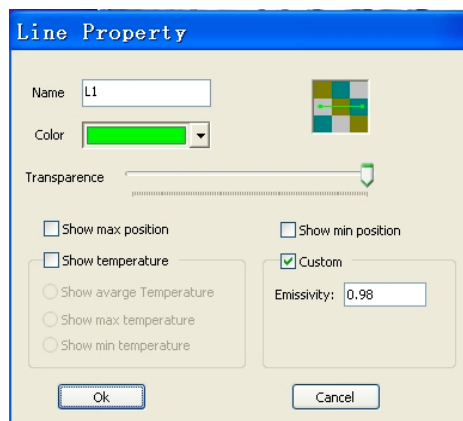 Line Property
Name L1
Color
Transparence
Show max position
Show min position
Show temperature
Custom
Show avarge Temperature
Emissivity: 0.98
Show max temperature
Show min temperature
Ok Cancel